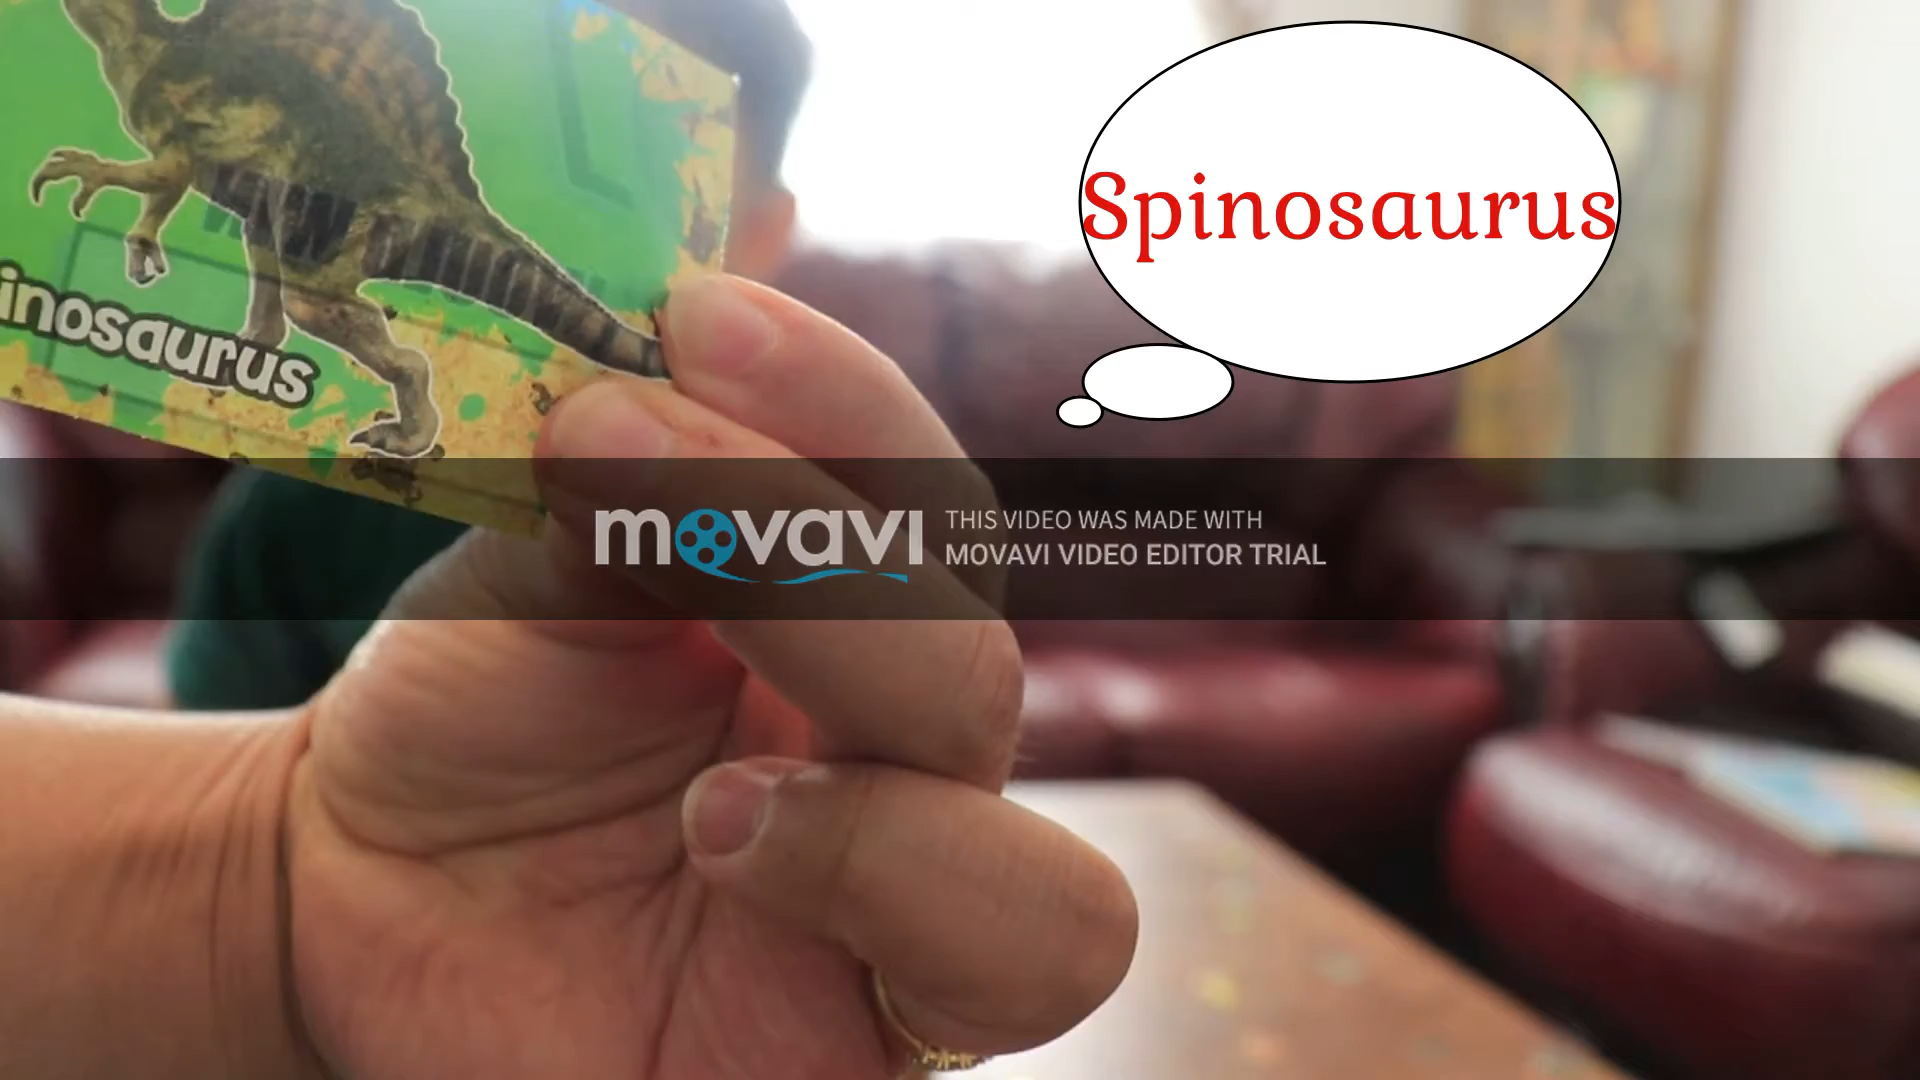 Spinosaurus
inosaurus
movavi
THIS VIDEO WAS MADE WITH
MOVAVI VIDEO EDITOR TRIAL